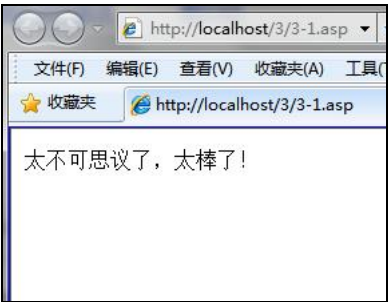 http://localhost/3/3-1.asp
文件(F) 编辑(E) 查看(V) 收藏夹(A) 工具(
收藏夹 http://localhost/3/3-1.asp
太不可思议了，太棒了！